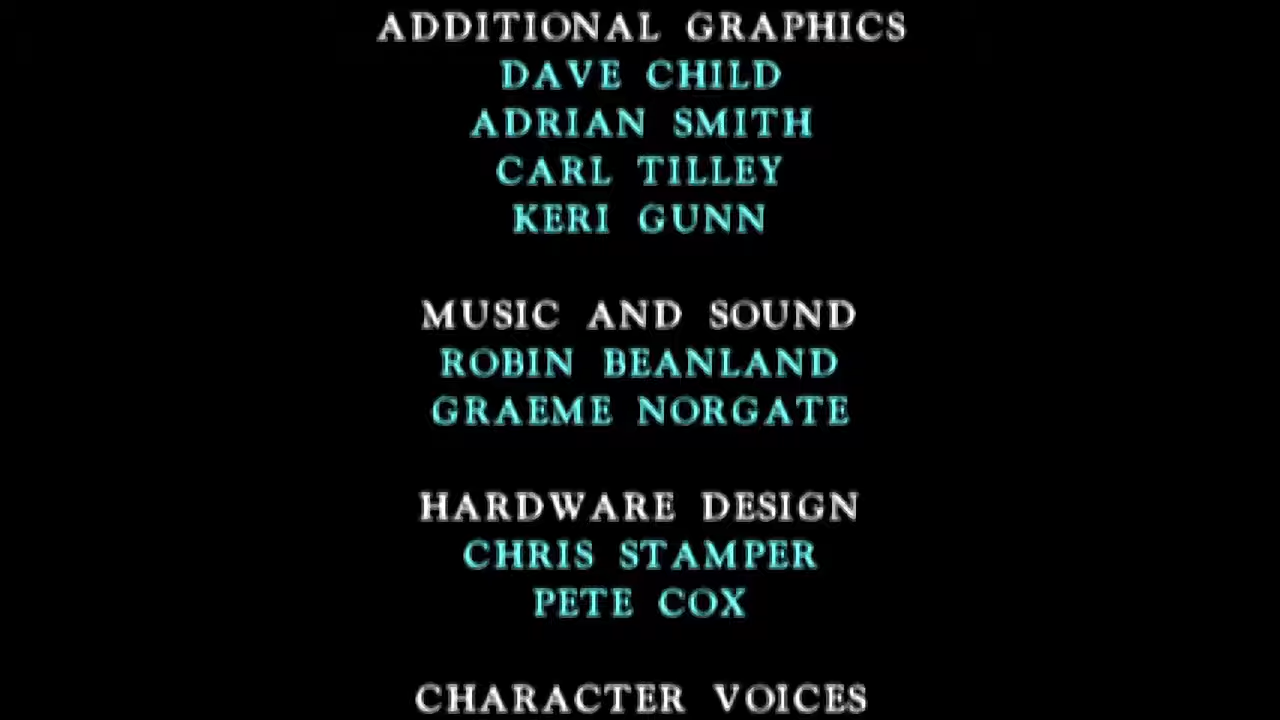 ADDITIONAL GRAPHICS
DAVE CHILD
ADRIAN SMITH
CARL TILLEY
KERI GUNN
MUSIC AND SOUND
ROBIN BEANLAND
GRAEME NORGATE
HARDWARE DESIGN
CHRIS STAMPER
PETE COX
CHARACTER VOICES